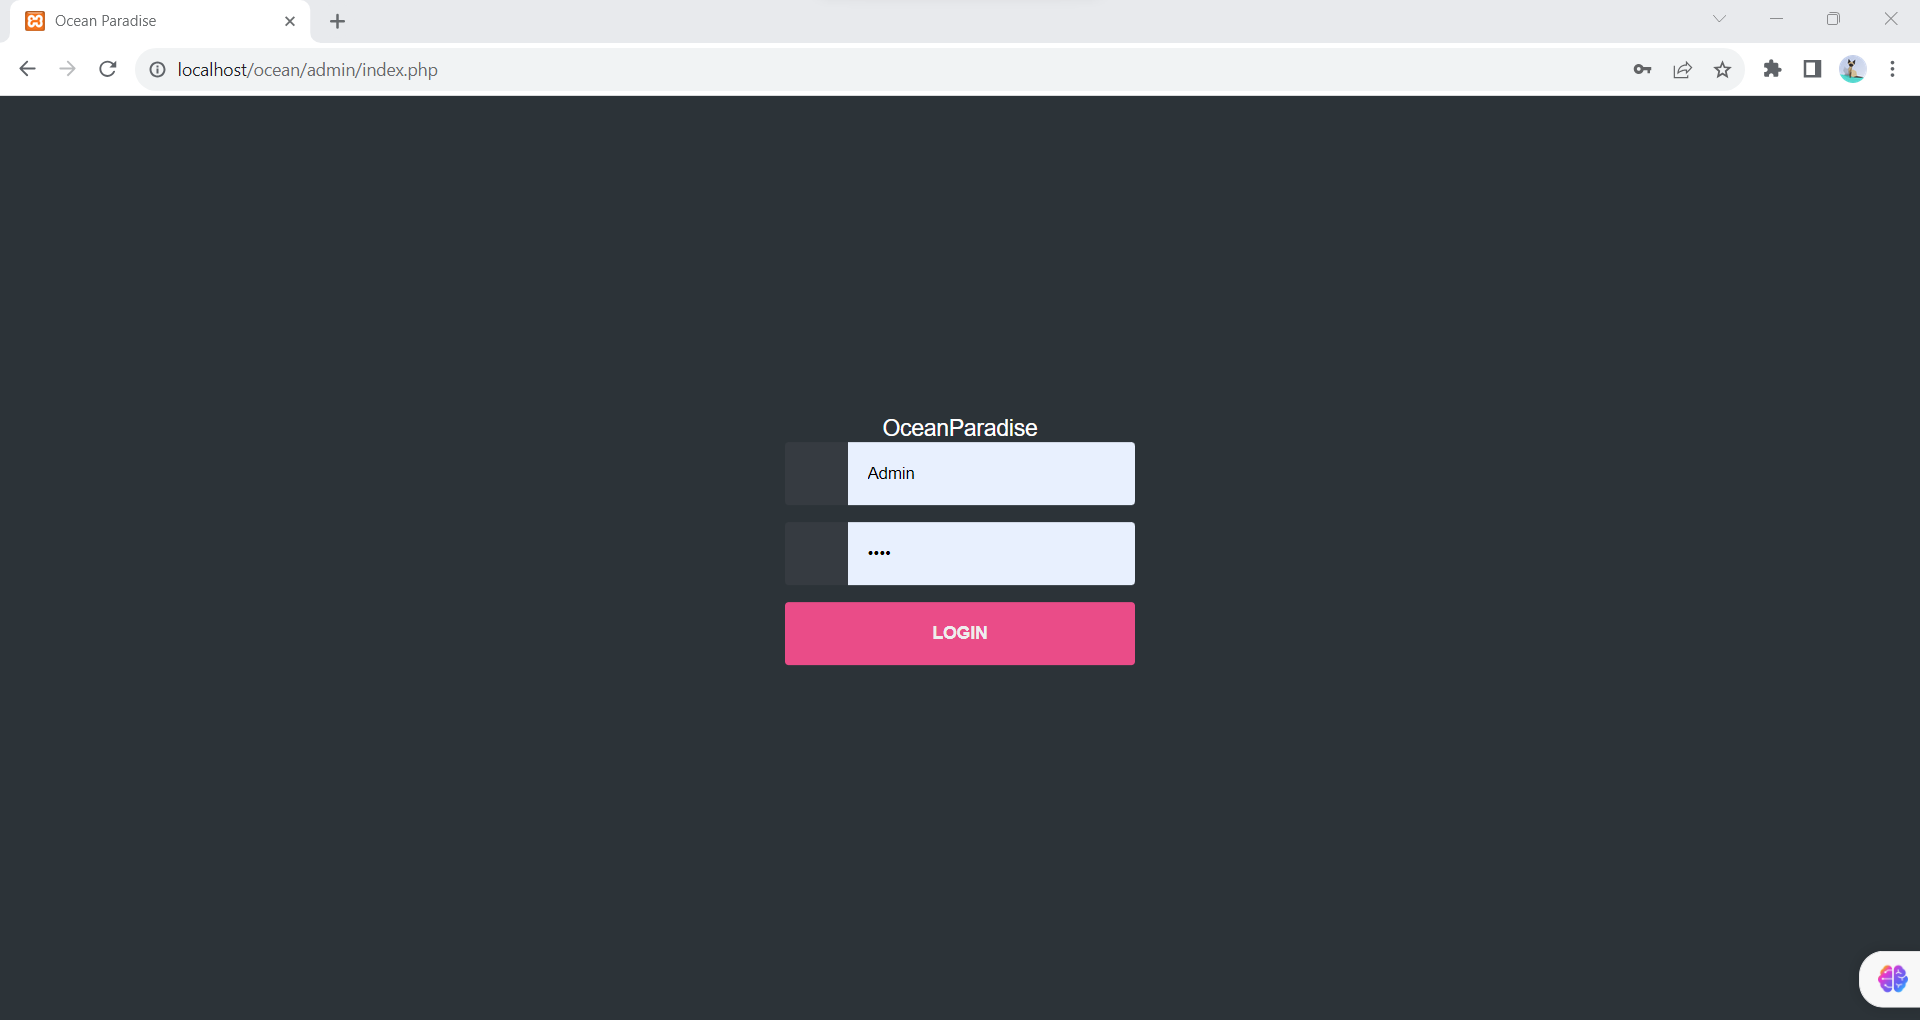 Ocean Paradise
localhost/ocean/admin/index.php
OceanParadise
Admin
••••
LOGIN